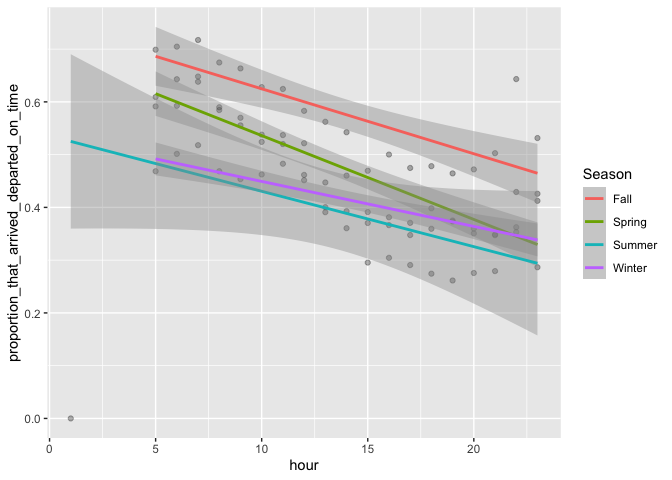 0.6
0.4
0.2
0.0
0
5
10
15
20
hour
proportion_that_arrived_departed_on_time
Season
Fall
Spring
Summer
Winter